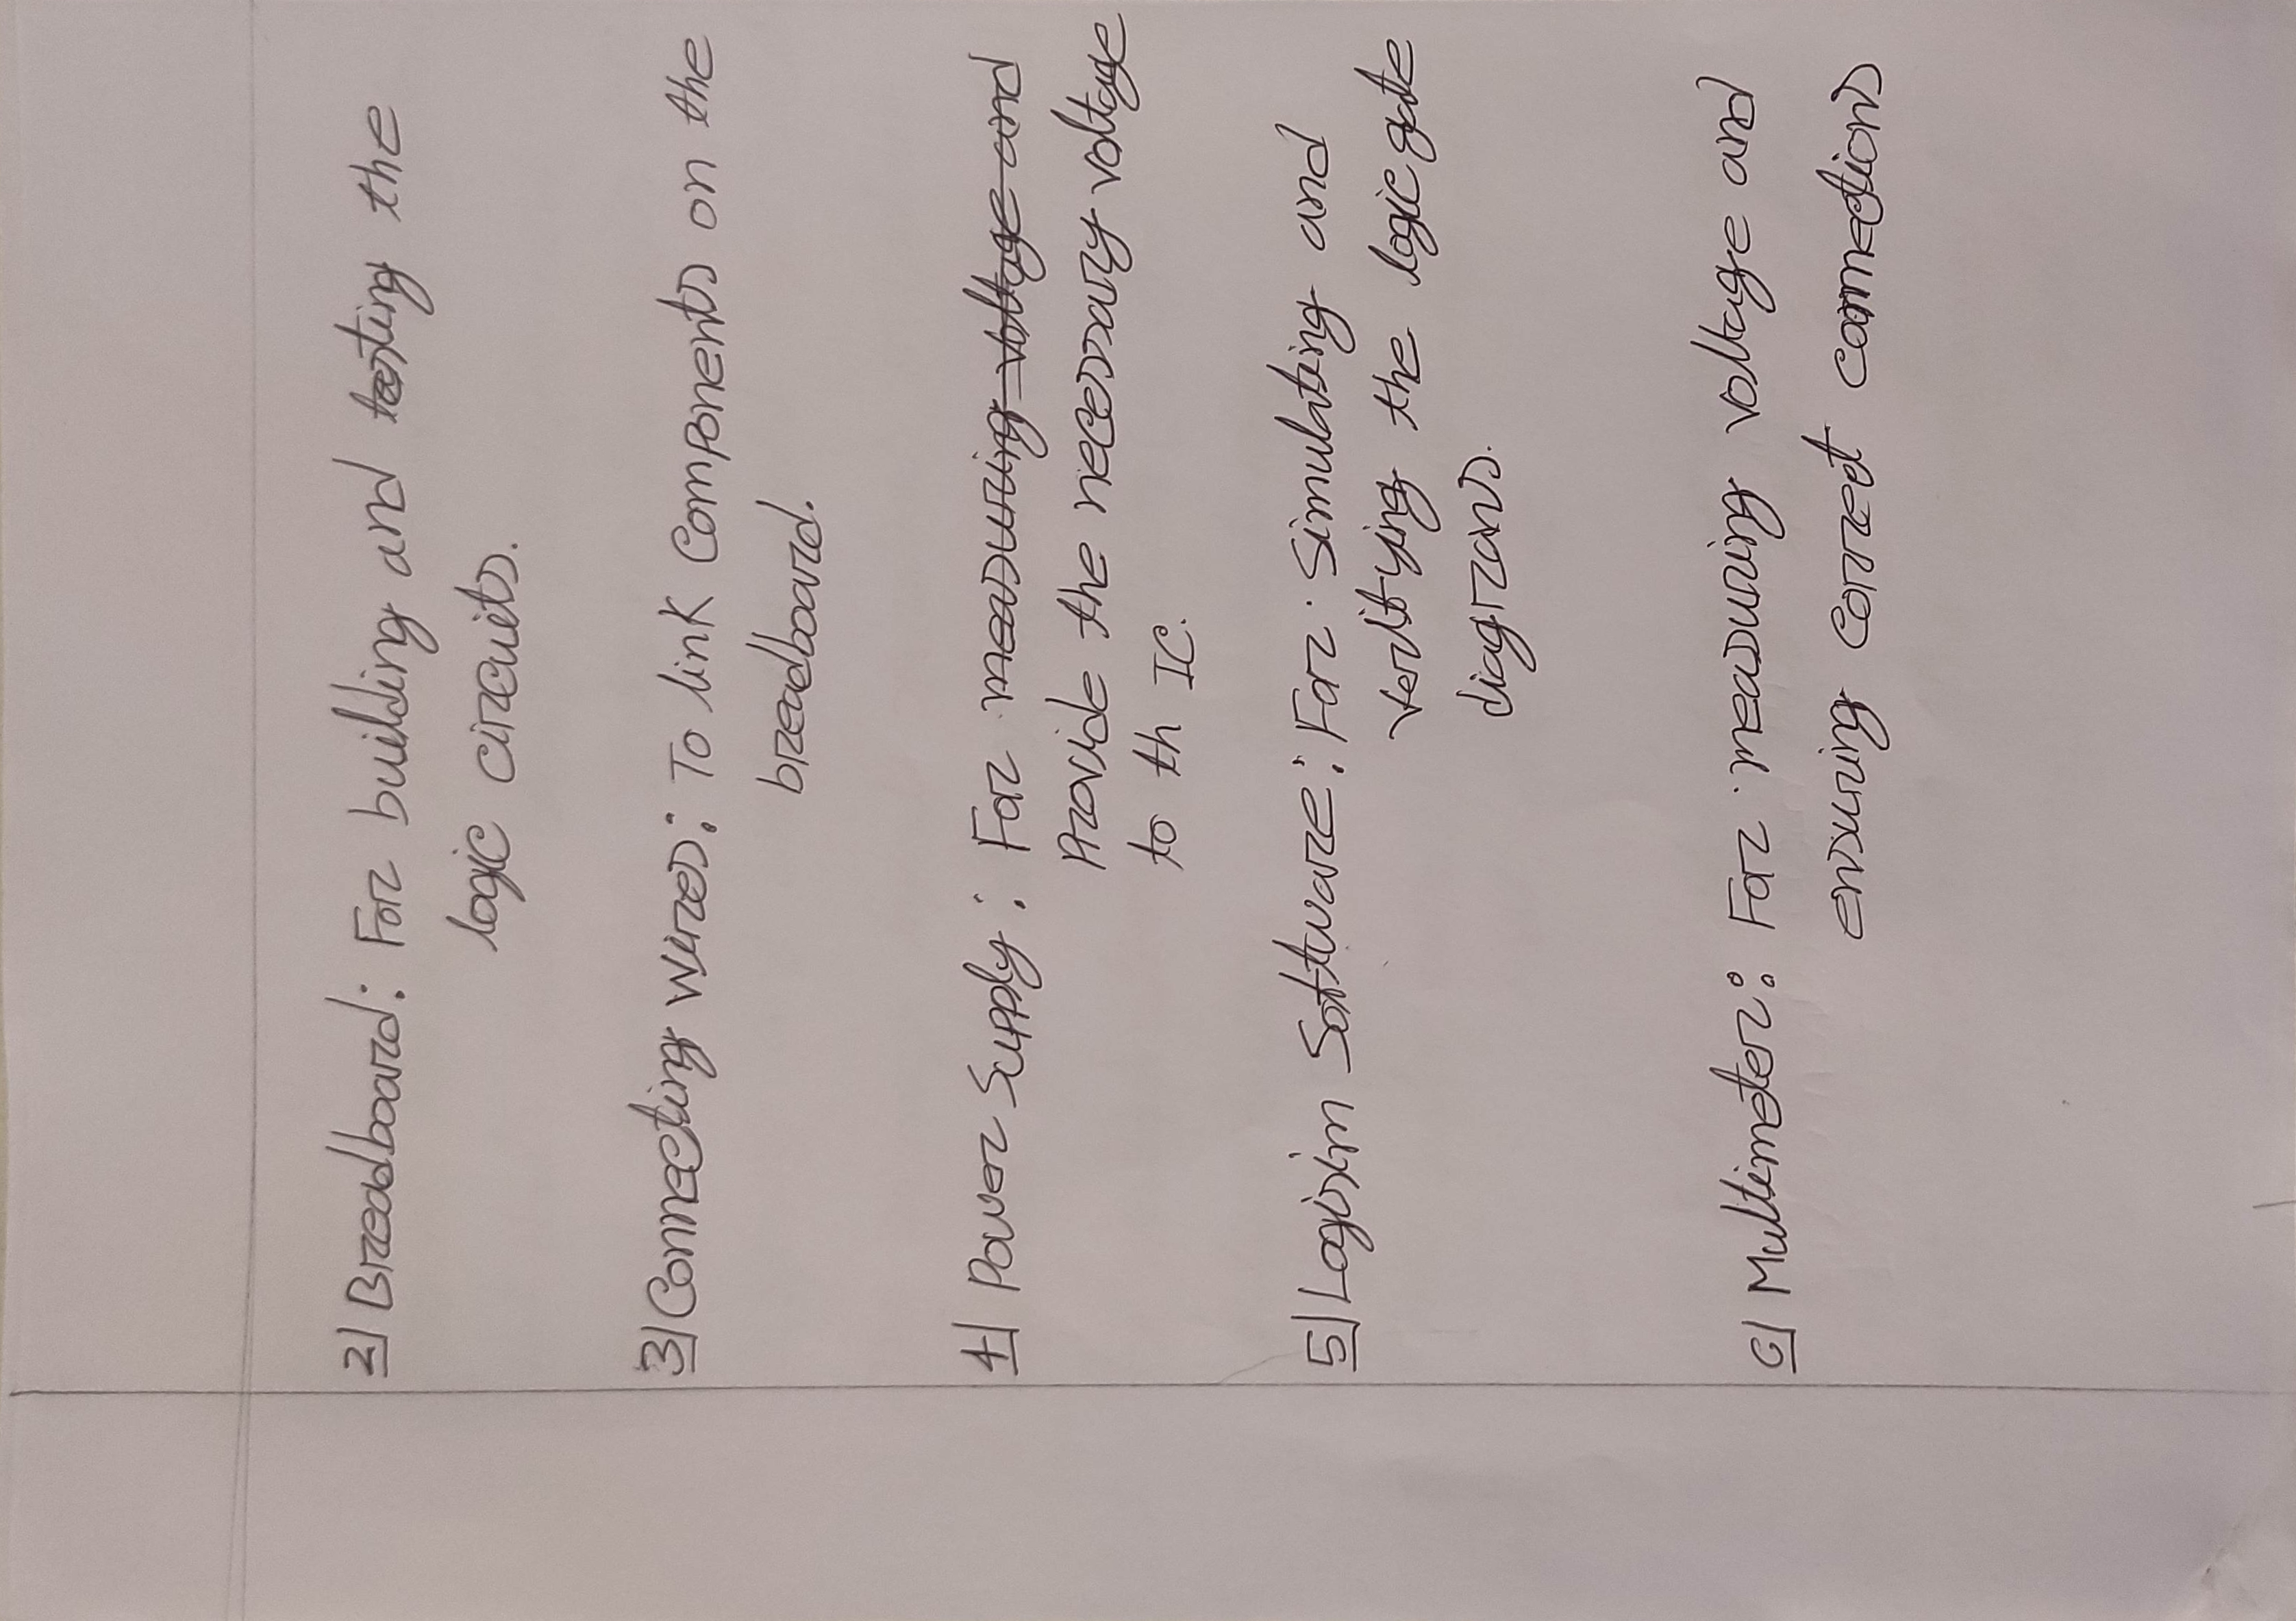 2) Breadboard: For building and testing the
logic circuits.
3) Connecting wires: To link components on the
breadboard.
4) Power Supply: For measuring voltage and
provide the necessary voltage
to th IC.
5) Logisim Software: For simulating and
verifying the logic gate
diagrans.
6) Multimeter: For measuring voltage and
ensuring correct connections